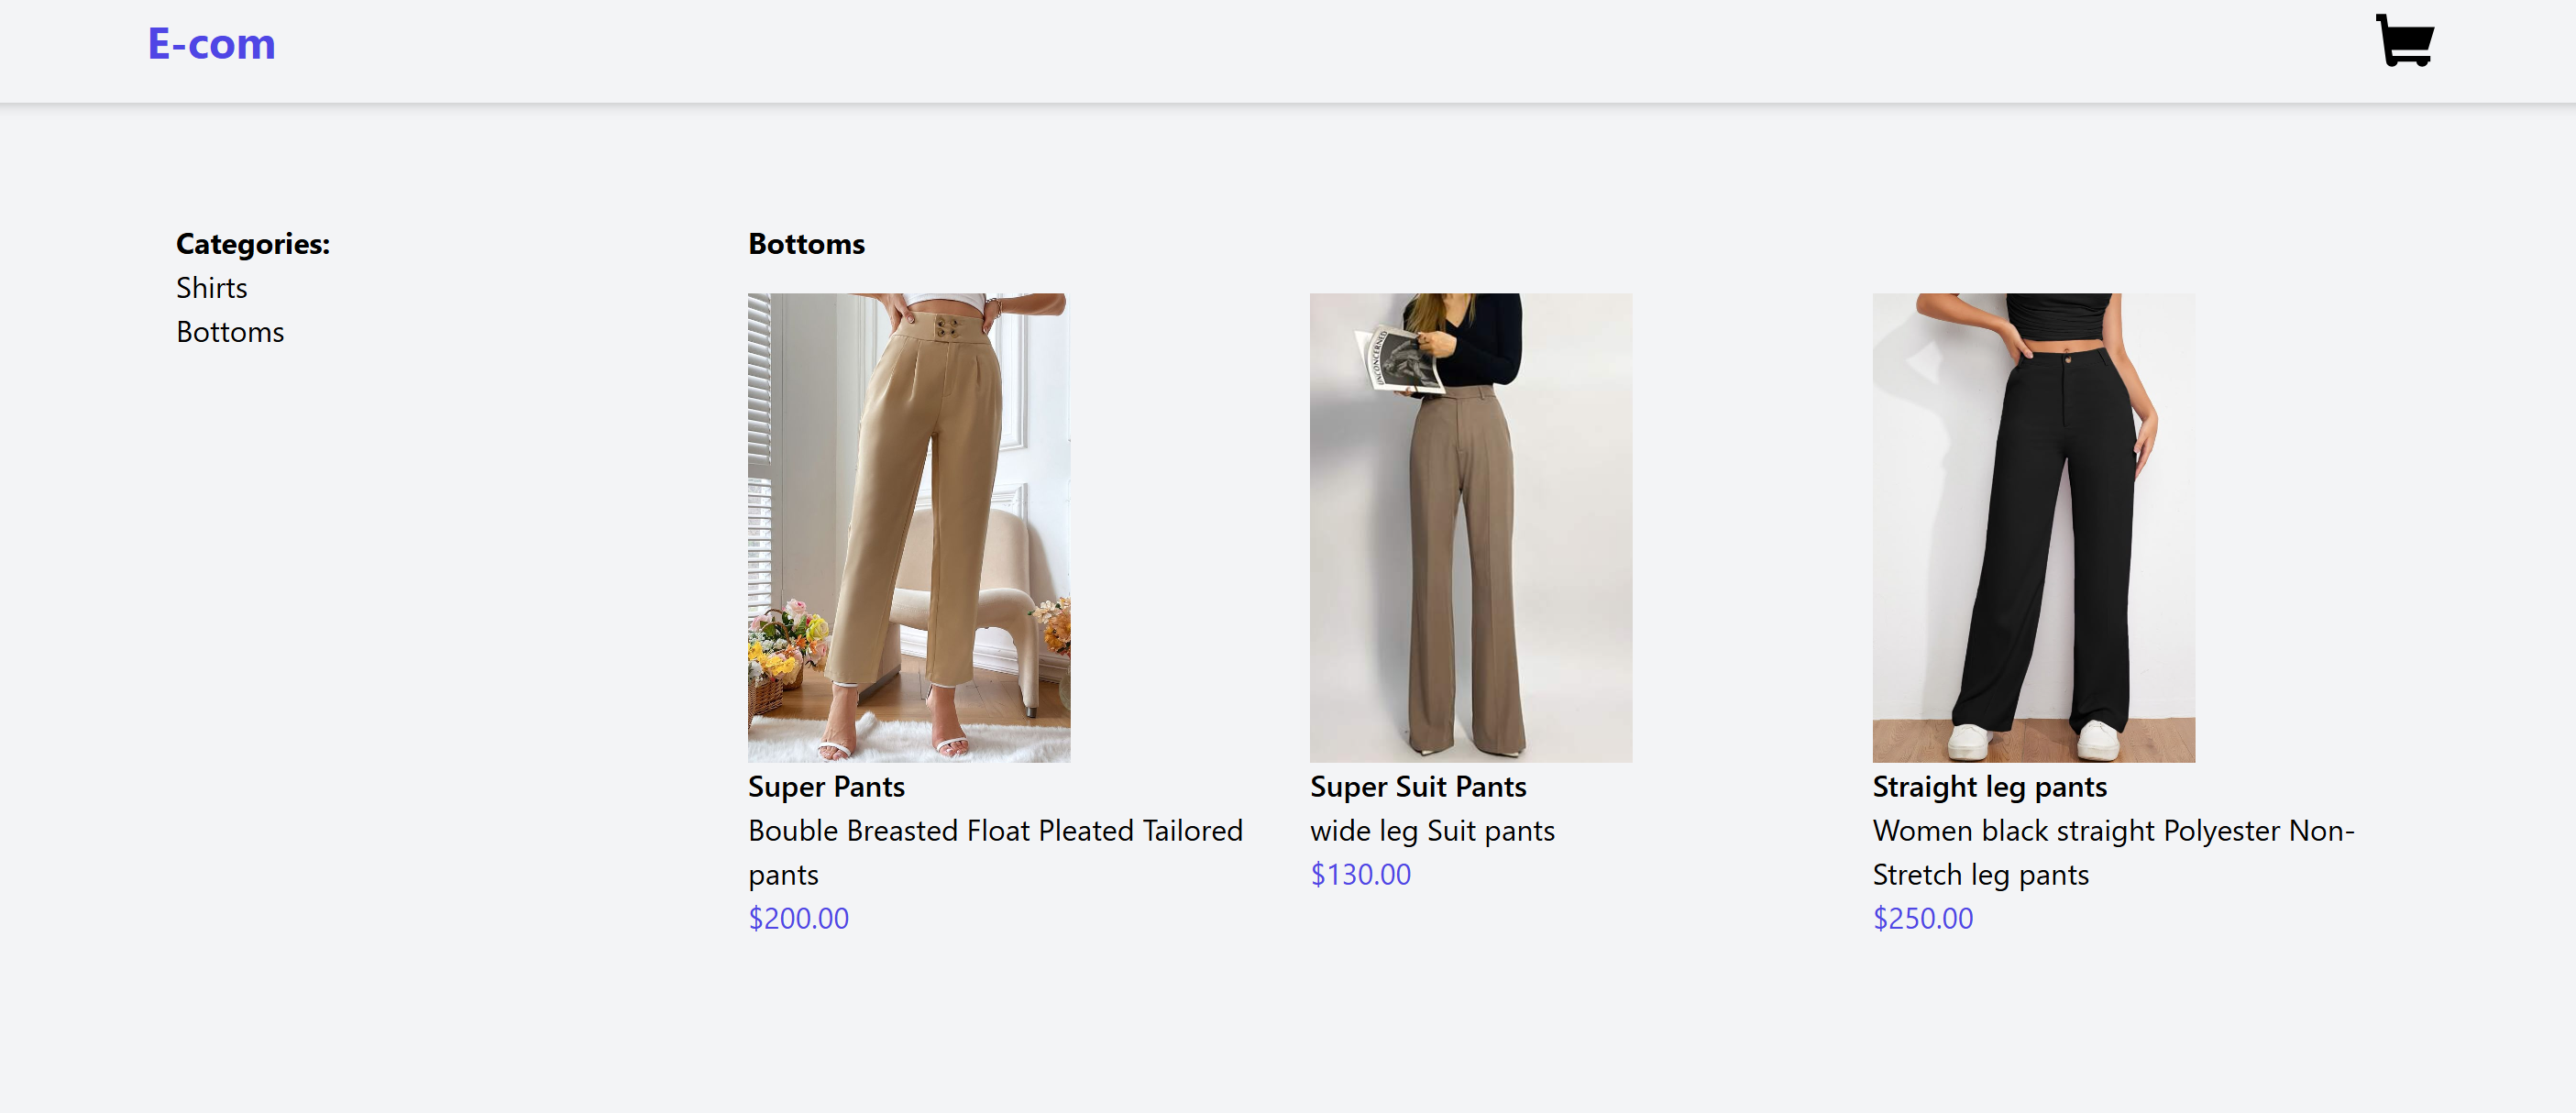 E-com
Categories:
Shirts
Bottoms
Bottoms
UNCONCERNED
Super Pants
Bouble Breasted Float Pleated Tailored
pants
$200.00
Super Suit Pants
wide leg Suit pants
$130.00
Straight leg pants
Women black straight Polyester Non-
Stretch leg pants
$250.00